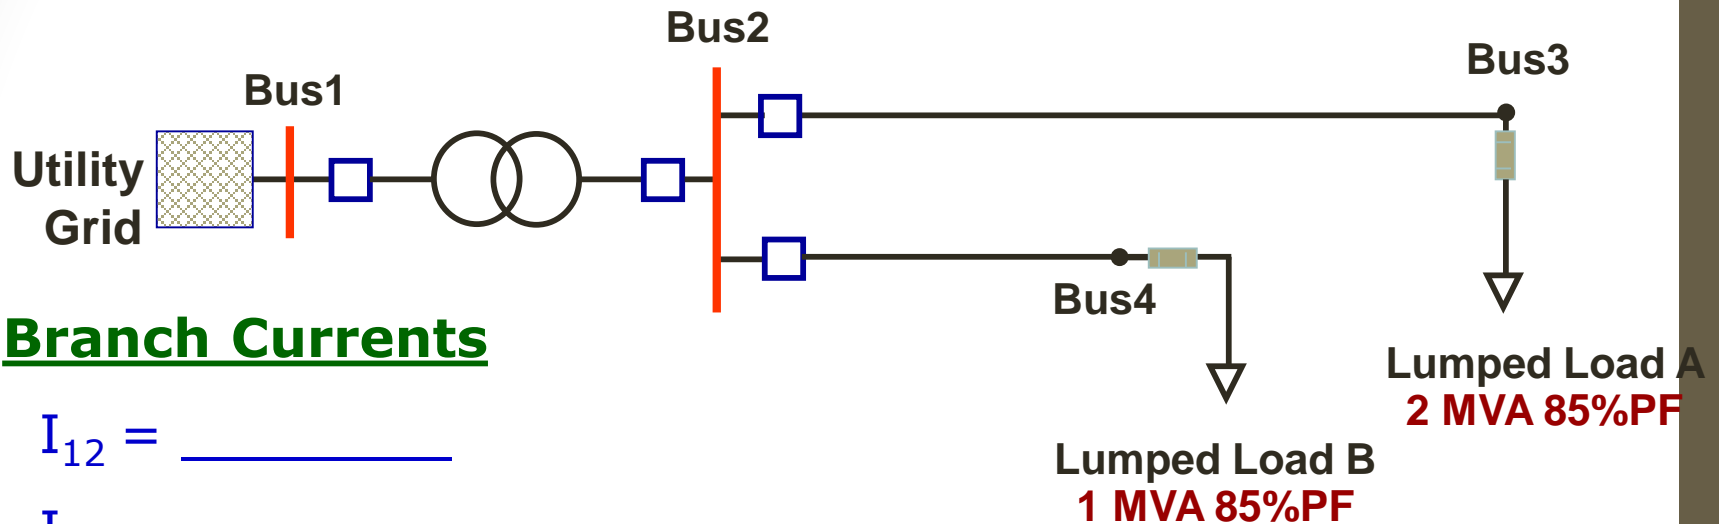 Bus2
Bus3
Bus1
Utility
Grid
Bus4
Branch Currents
Lumped Load A
2 MVA 85%PF
I₁₂ = __________
Lumped Load B
1 MVA 85%PF
I